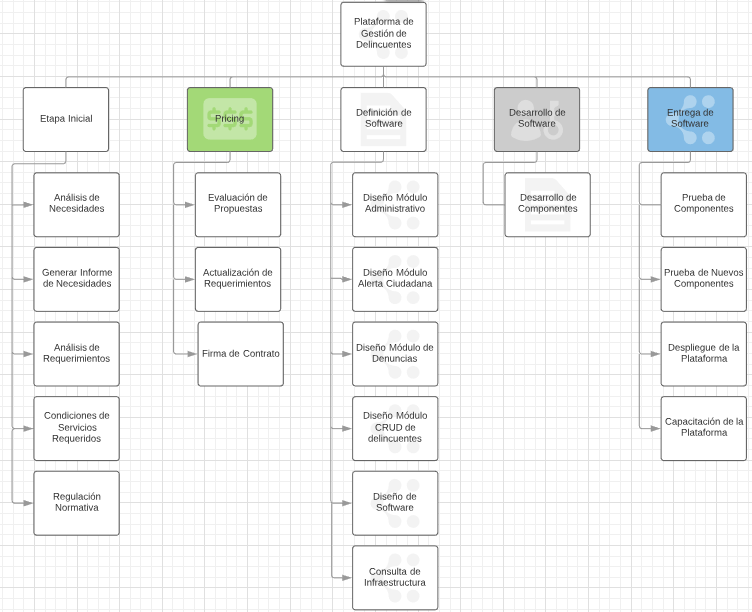 Plataforma de
Gestión de
Delincuentes
Etapa Inicial
$$$
Pricing
Definición de
Software
Desarrollo de
Software
Entrega de
Software
Análisis de
Necesidades
Generar Informe
de Necesidades
Análisis de
Requerimientos
Condiciones de
Servicios
Requeridos
Regulación
Normativa
Evaluación de
Propuestas
Actualización de
Requerimientos
Firma de Contrato
Diseño Módulo
Administrativo
Diseño Módulo
Alerta Ciudadana
Diseño Módulo de
Denuncias
Diseño Módulo
CRUD de
delincuentes
Diseño de
Software
Consulta de
Infraestructura
Desarrollo de
Componentes
Prueba de
Componentes
Prueba de Nuevos
Componentes
Despliegue de la
Plataforma
Capacitación de la
Plataforma